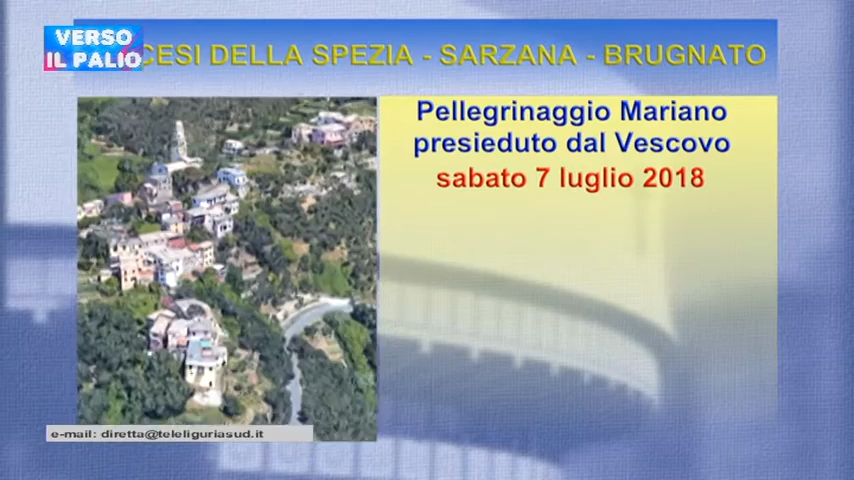 VERSO
IL PALIO
CESI DELLA SPEZIA - SARZANA - BRUGNATO
Pellegrinaggio Mariano
presieduto dal Vescovo
sabato 7 luglio 2018
e-mail: diretta@teleliguriasud.it